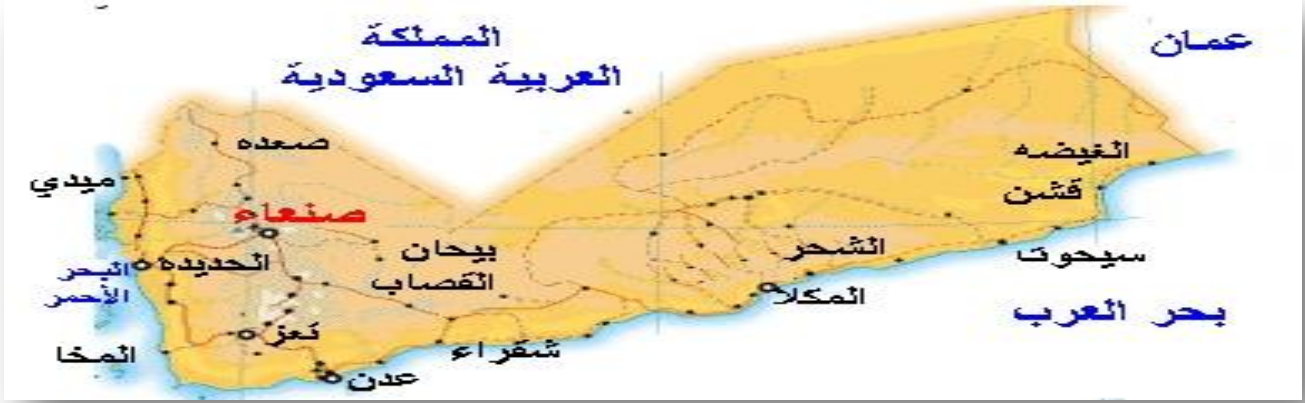 المملكة
العربية السعودية
عمان
صعده
الغيضه
ميدي
قشن
صنعاء
بيحان
الشحر
سيحوت
البحر
الأحمر
الحديده
القصاب
المكلا
بحر العرب
تعز
المخا
شقراء
عدن